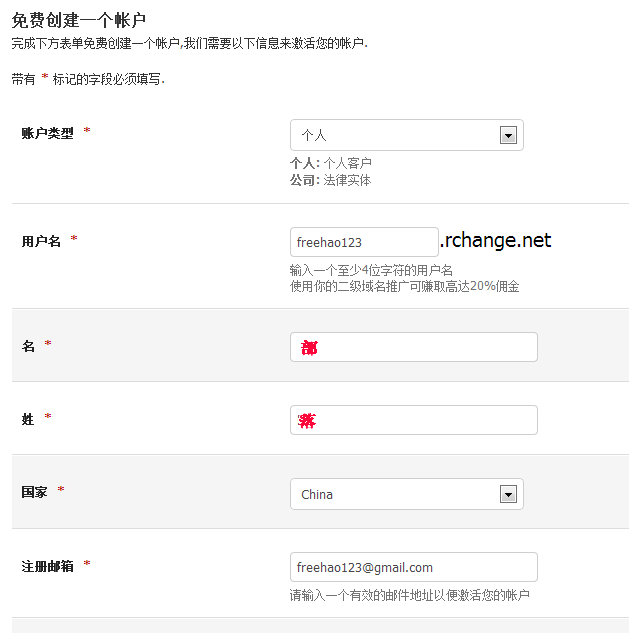 免费创建一个帐户
完成下方表单免费创建一个帐户,我们需要以下信息来激活您的帐户.
带有 * 标记的字段必须填写.
账户类型 *
个人
个人: 个人客户
公司: 法律实体
用户名 *
freehao123 .rchange.net
输入一个至少4位字符的用户名
使用你的二级域名推广可赚取高达20%佣金
名 *
姓 *
国家 *
China
注册邮箱 *
freehao123@gmail.com
请输入一个有效的邮件地址以便激活您的帐户